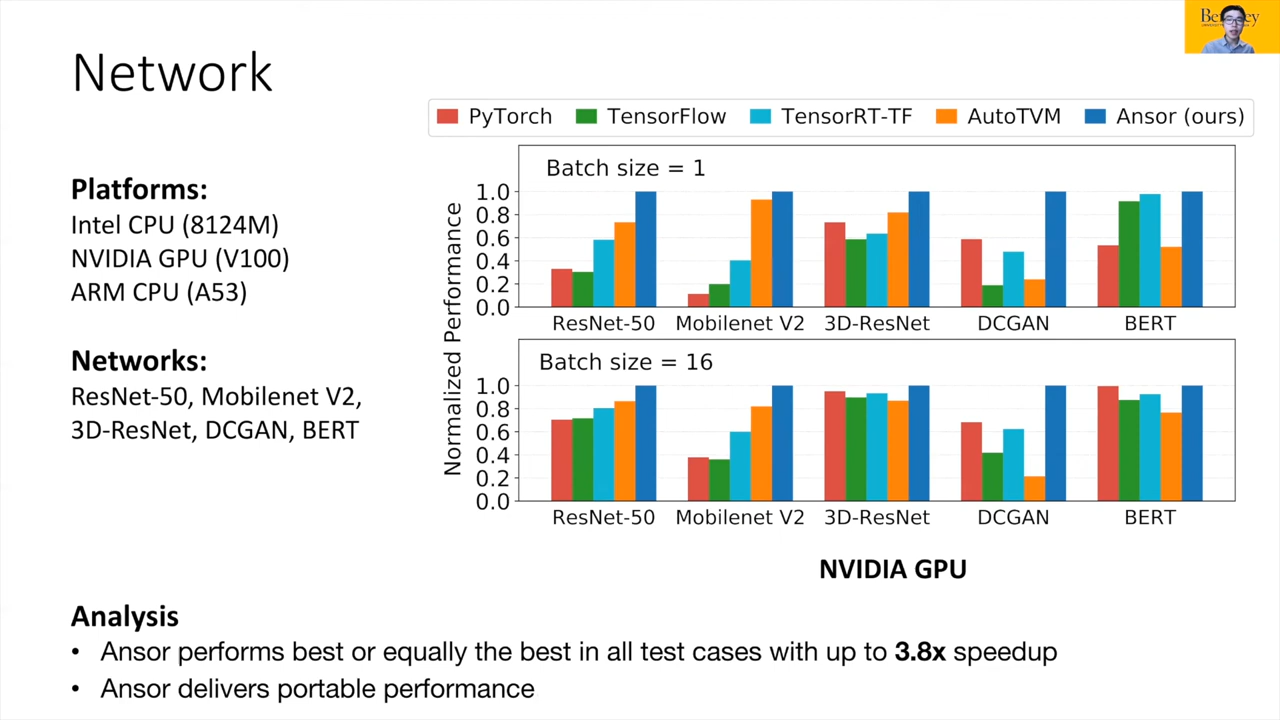 Network
Platforms:
Intel CPU (8124M)
NVIDIA GPU (V100)
ARM CPU (A53)
Networks:
ResNet-50, Mobilenet V2,
3D-ResNet, DCGAN, BERT
PyTorch TensorFlow TensorRT-TF AutoTVM Ansor (ours)
Normalized Performance
Batch size = 1
1.0
0.8
0.6
0.4
0.2
0.0
ResNet-50 Mobilenet V2 3D-ResNet DCGAN BERT
Batch size = 16
1.0
0.8
0.6
0.4
0.2
0.0
ResNet-50 Mobilenet V2 3D-ResNet DCGAN BERT
NVIDIA GPU
Analysis
• Ansor performs best or equally the best in all test cases with up to 3.8x speedup
• Ansor delivers portable performance